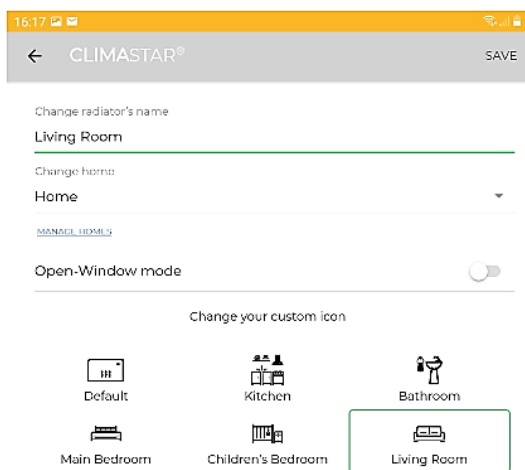 16:17
CLIMASTAR® SAVE
Change radiator's name
Living Room
Change home
Home
MANAGE HOMES
Open-Window mode
Change your custom icon
Default Kitchen Bathroom
Main Bedroom Children's Bedroom Living Room